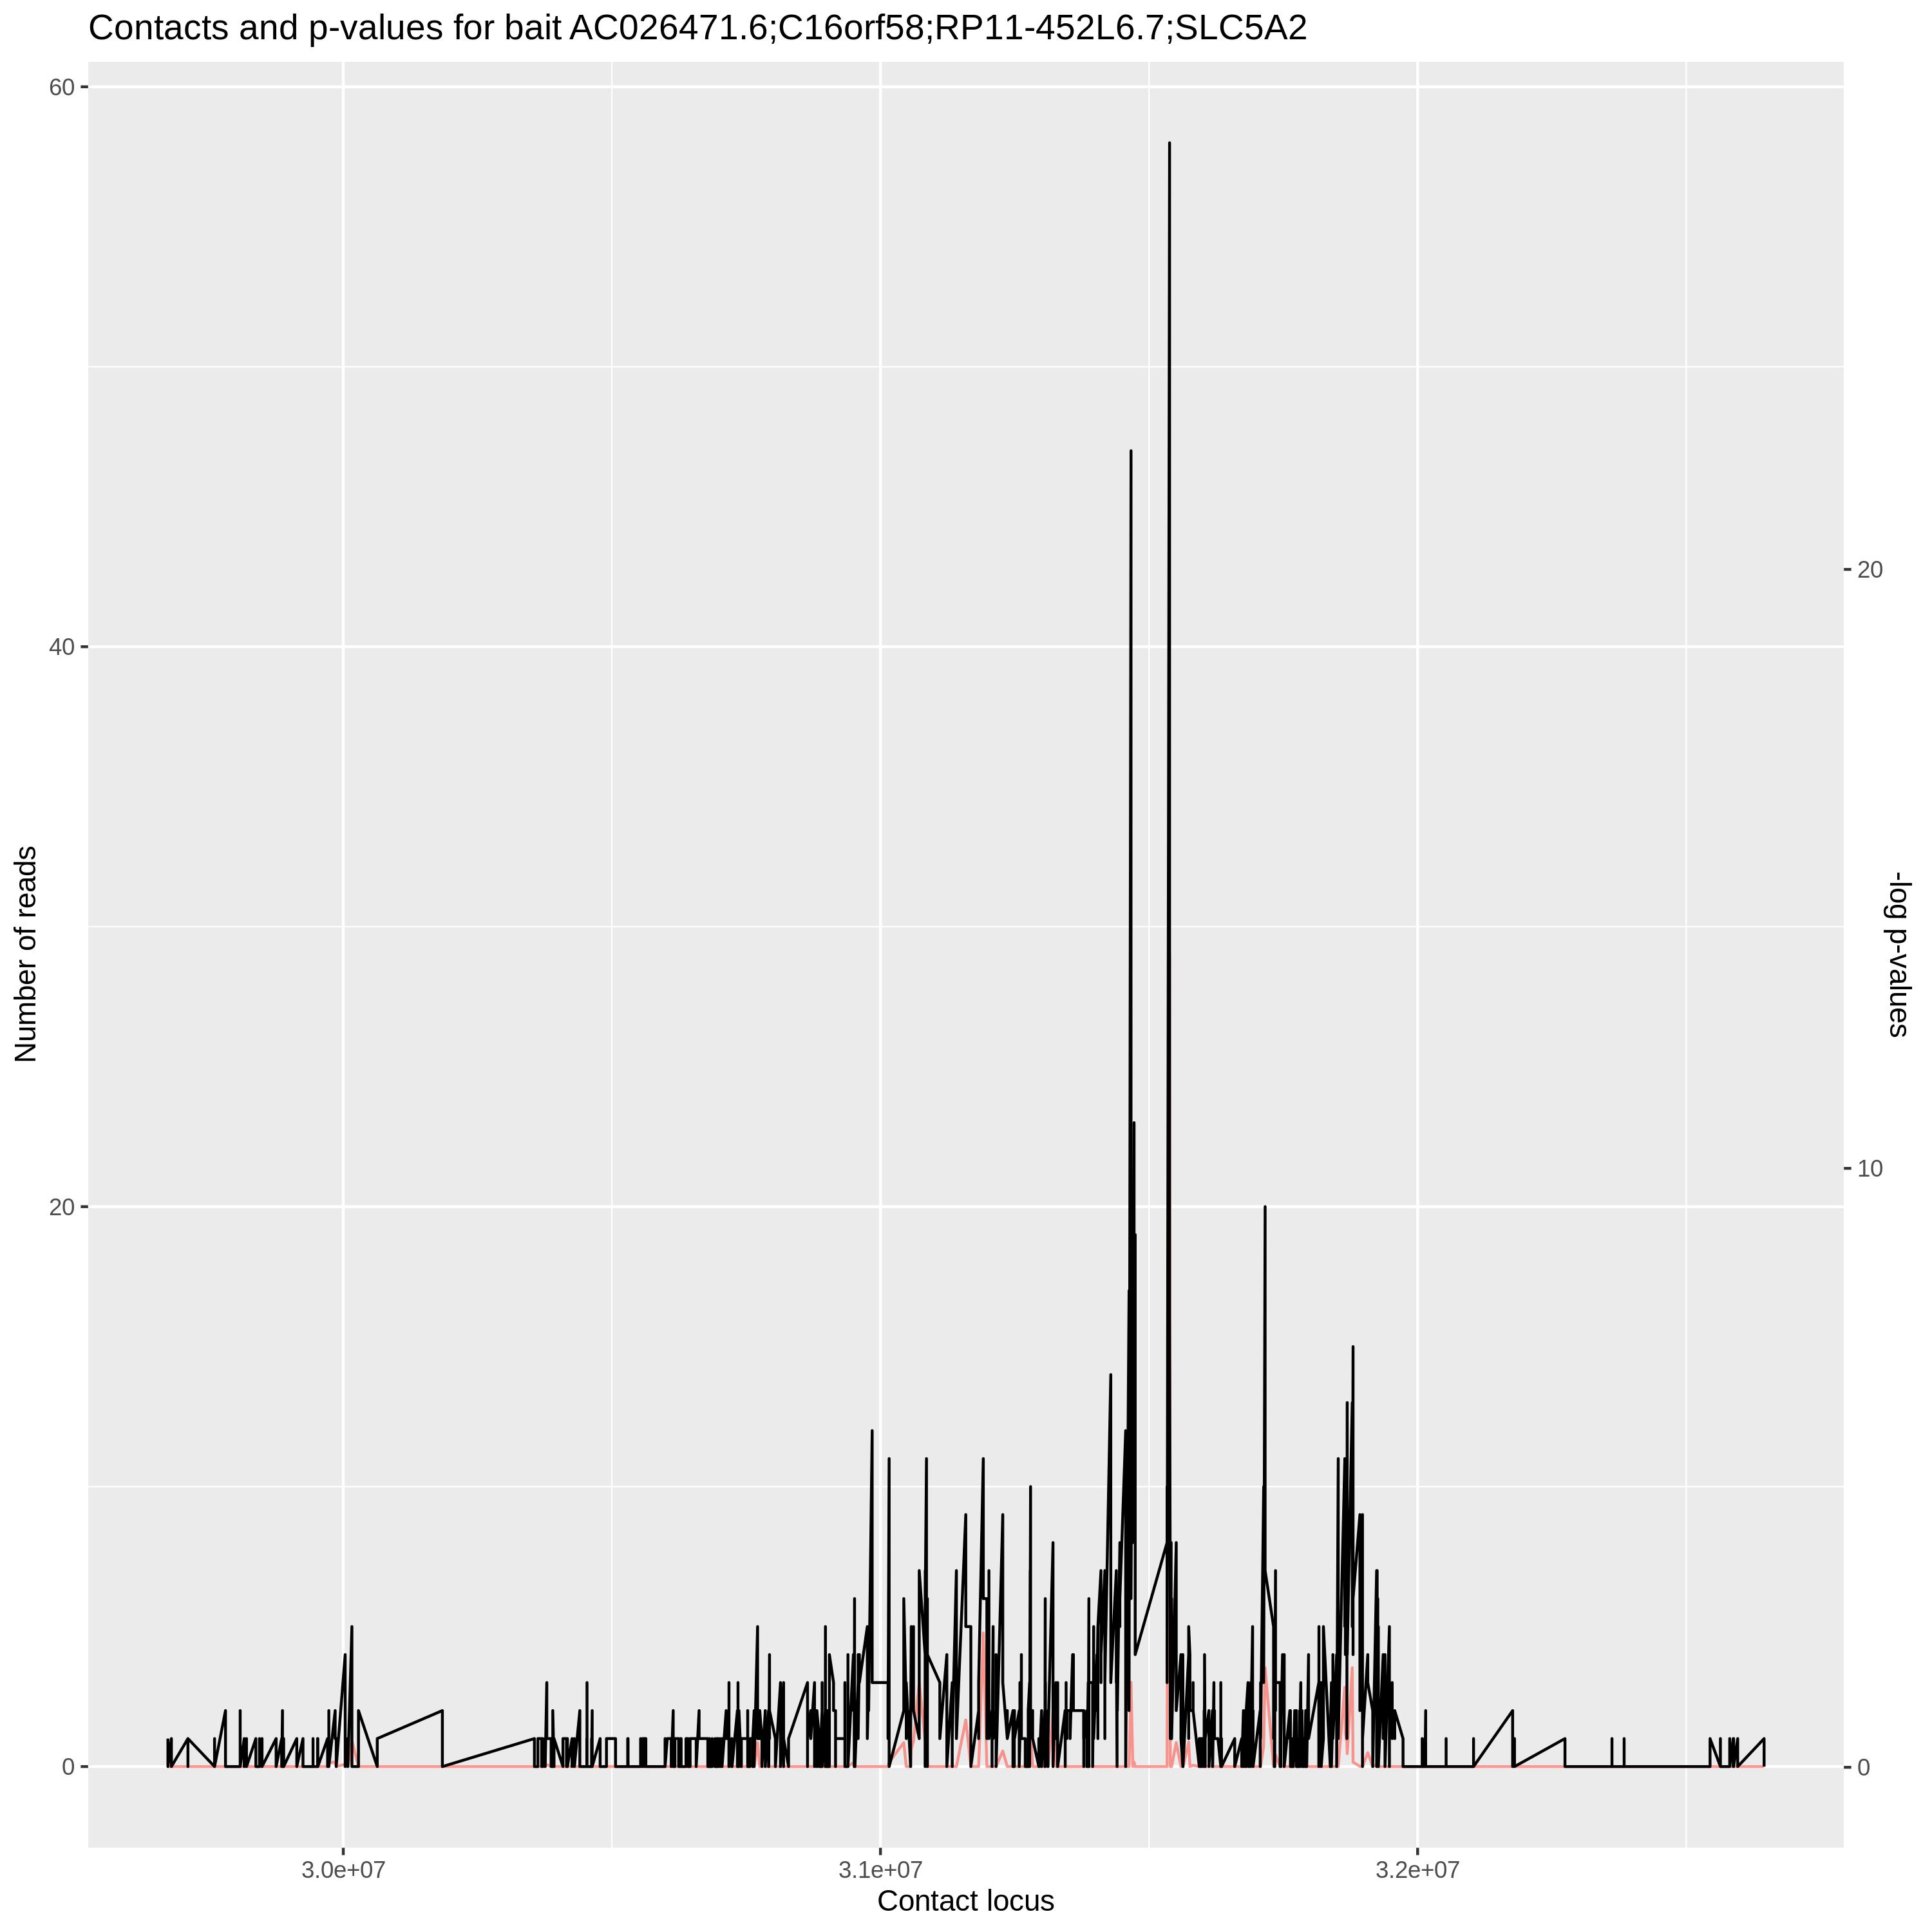 Contacts and p-values for bait AC026471.6;C16orf58;RP11-452L6.7;SLC5A2
60
40
20
0
Number of reads
20
10
0
-log p-values
3.0e+07
3.1e+07
3.2e+07
Contact locus